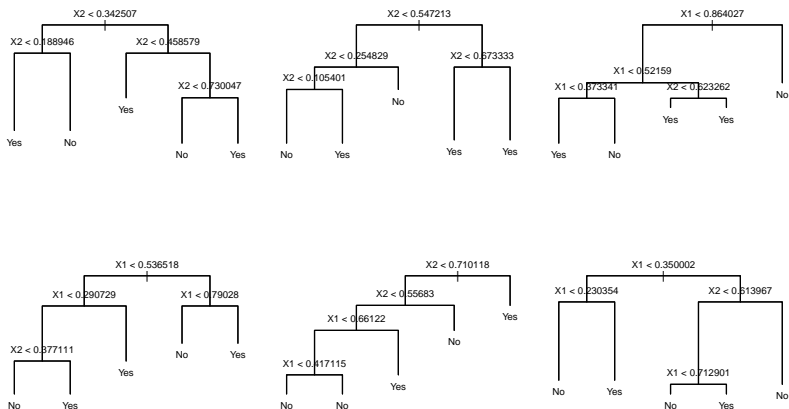 X2 < 0.342507
X2 < 0.188946
X2 < 0.458579
X2 < 0.730047
Yes
Yes
No
No
Yes
X2 < 0.547213
X2 < 0.254829
X2 < 0.673333
X2 < 0.105401
No
No
Yes
Yes
Yes
X1 < 0.864027
X1 < 0.52159
X1 < 0.373341
X2 < 0.623262
No
Yes
Yes
Yes
No
X1 < 0.536518
X1 < 0.290729
X1 < 0.79028
X2 < 0.377111
No
Yes
Yes
No
Yes
X2 < 0.710118
X2 < 0.55683
Yes
X1 < 0.66122
No
X1 < 0.417115
Yes
No
No
X1 < 0.350002
X1 < 0.230354
X2 < 0.613967
X1 < 0.712901
No
Yes
No
No
Yes